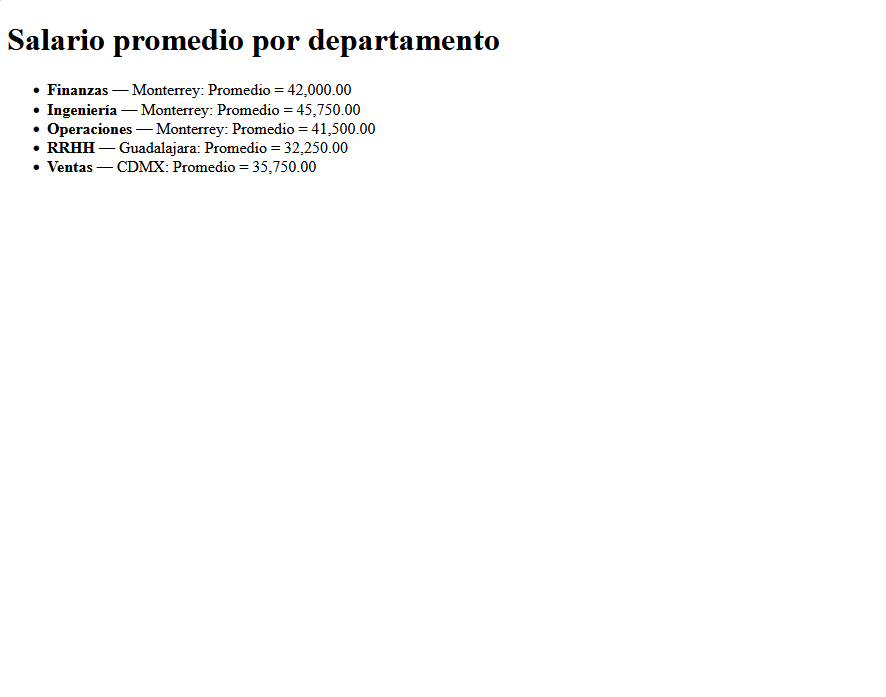 Salario promedio por departamento
• Finanzas — Monterrey: Promedio = 42,000.00
• Ingeniería — Monterrey: Promedio = 45,750.00
• Operaciones — Monterrey: Promedio = 41,500.00
• RRHH — Guadalajara: Promedio = 32,250.00
• Ventas — CDMX: Promedio = 35,750.00